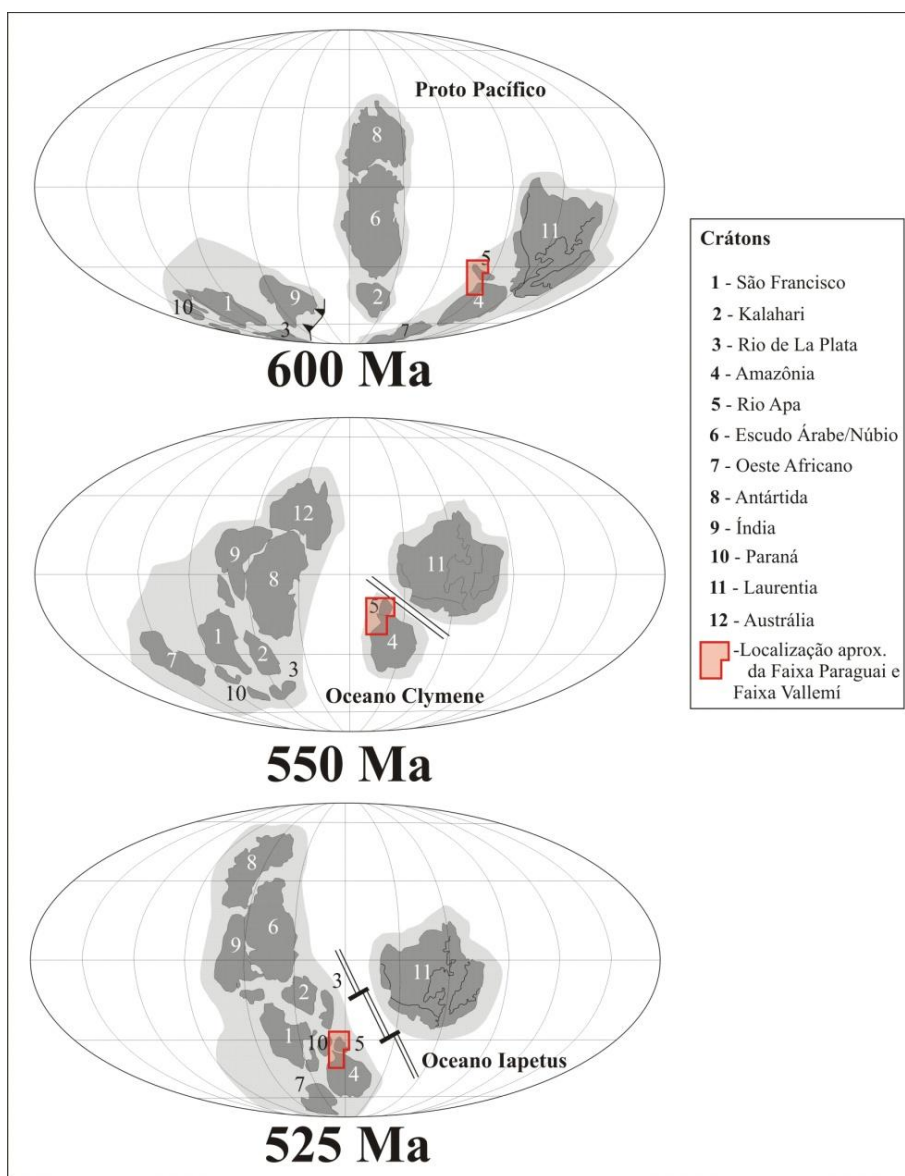 Proto Pacífico
8
6
11
5
9
2
4
1
10
3
7
600 Ma
Crátons
1 - São Francisco
2 - Kalahari
3 - Rio de La Plata
4 - Amazônia
5 - Rio Apa
6 - Escudo Árabe/Núbio
7 - Oeste Africano
8 - Antártida
9 - Índia
10 - Paraná
11 - Laurentia
12 - Austrália
-Localização aprox.
da Faixa Paraguai e
Faixa Vallemí
12
9
11
8
5
1
4
2
7
3
10
Oceano Clymene
550 Ma
8
6
9
11
3
2
1
10
5
Oceano Iapetus
4
7
525 Ma